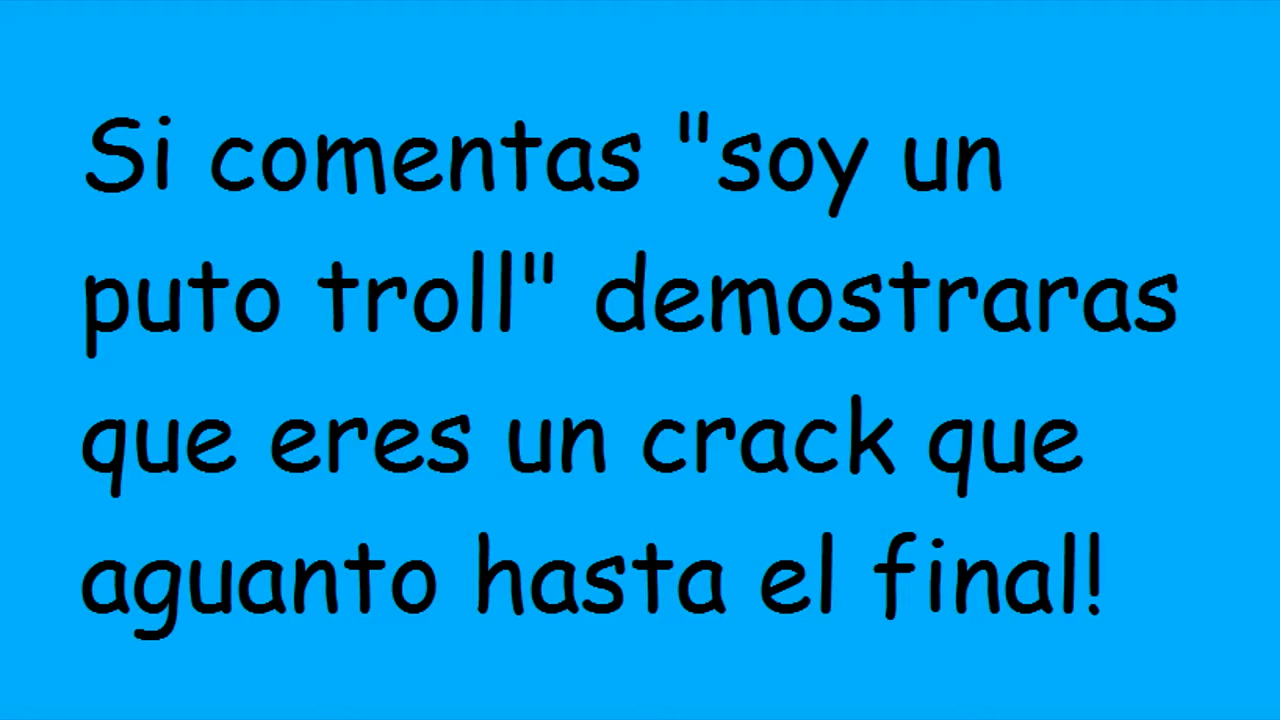 Si comentas "soy un
puto troll" demostraras
que eres un crack que
aguanto hasta el final!